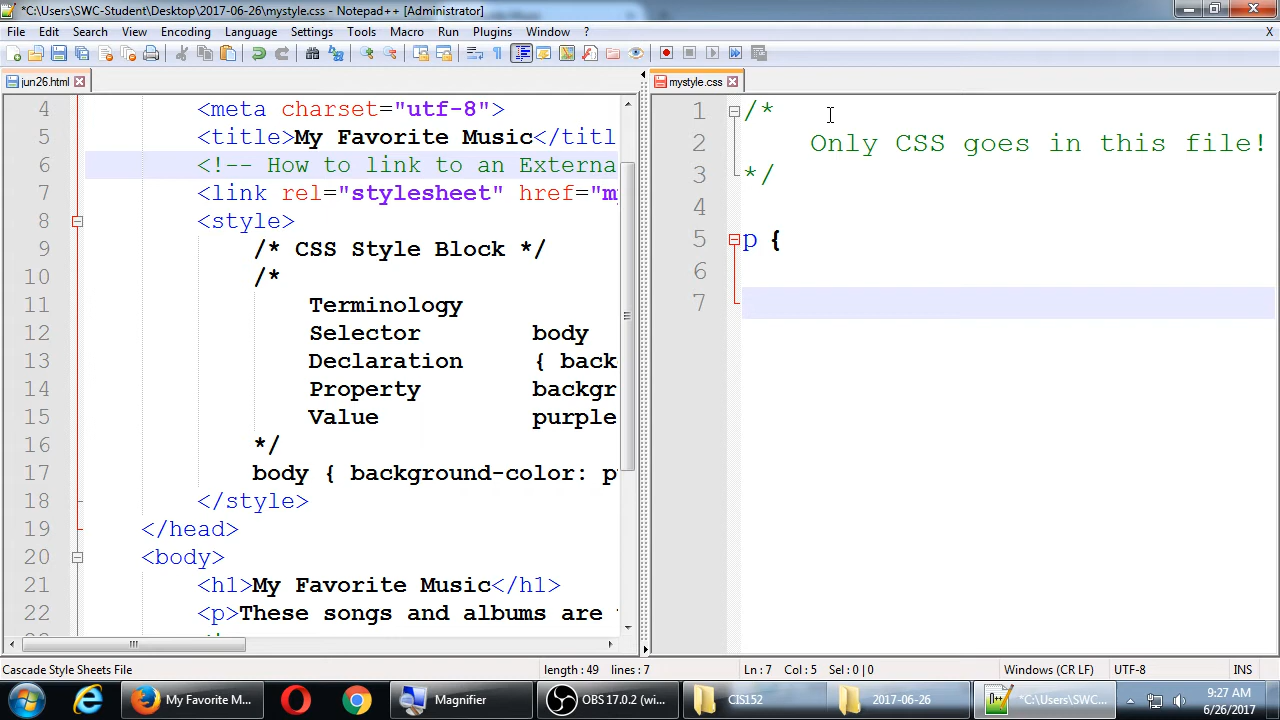 *C:\Users\SWC-Student\Desktop\2017-06-26\mystyle.css - Notepad++ [Administrator]
File Edit Search View Encoding Language Settings Tools Macro Run Plugins Window ? X
jun26.html
4 <meta charset="utf-8">
5 <title>My Favorite Music</titl
6 <!-- How to link to an Externa
7 <link rel="stylesheet" href="m
8 <style>
9 /* CSS Style Block */
10 /*
11 Terminology
12 Selector body
13 Declaration { back
14 Property backgr
15 Value purple
16 */
17 body { background-color: p
18 </style>
19 </head>
20 <body>
21 <h1>My Favorite Music</h1>
22 <p>These songs and albums are
mystyle.css
1 /*
2 Only CSS goes in this file!
3 */
4
5 p {
6
7
Cascade Style Sheets File length : 49 lines : 7 Ln : 7 Col : 5 Sel : 0 | 0 Windows (CR LF) UTF-8 INS
My Favorite M... Magnifier OBS 17.0.2 (wi... CIS152 2017-06-26 *C:\Users\SWC... 9:27 AM
6/26/2017